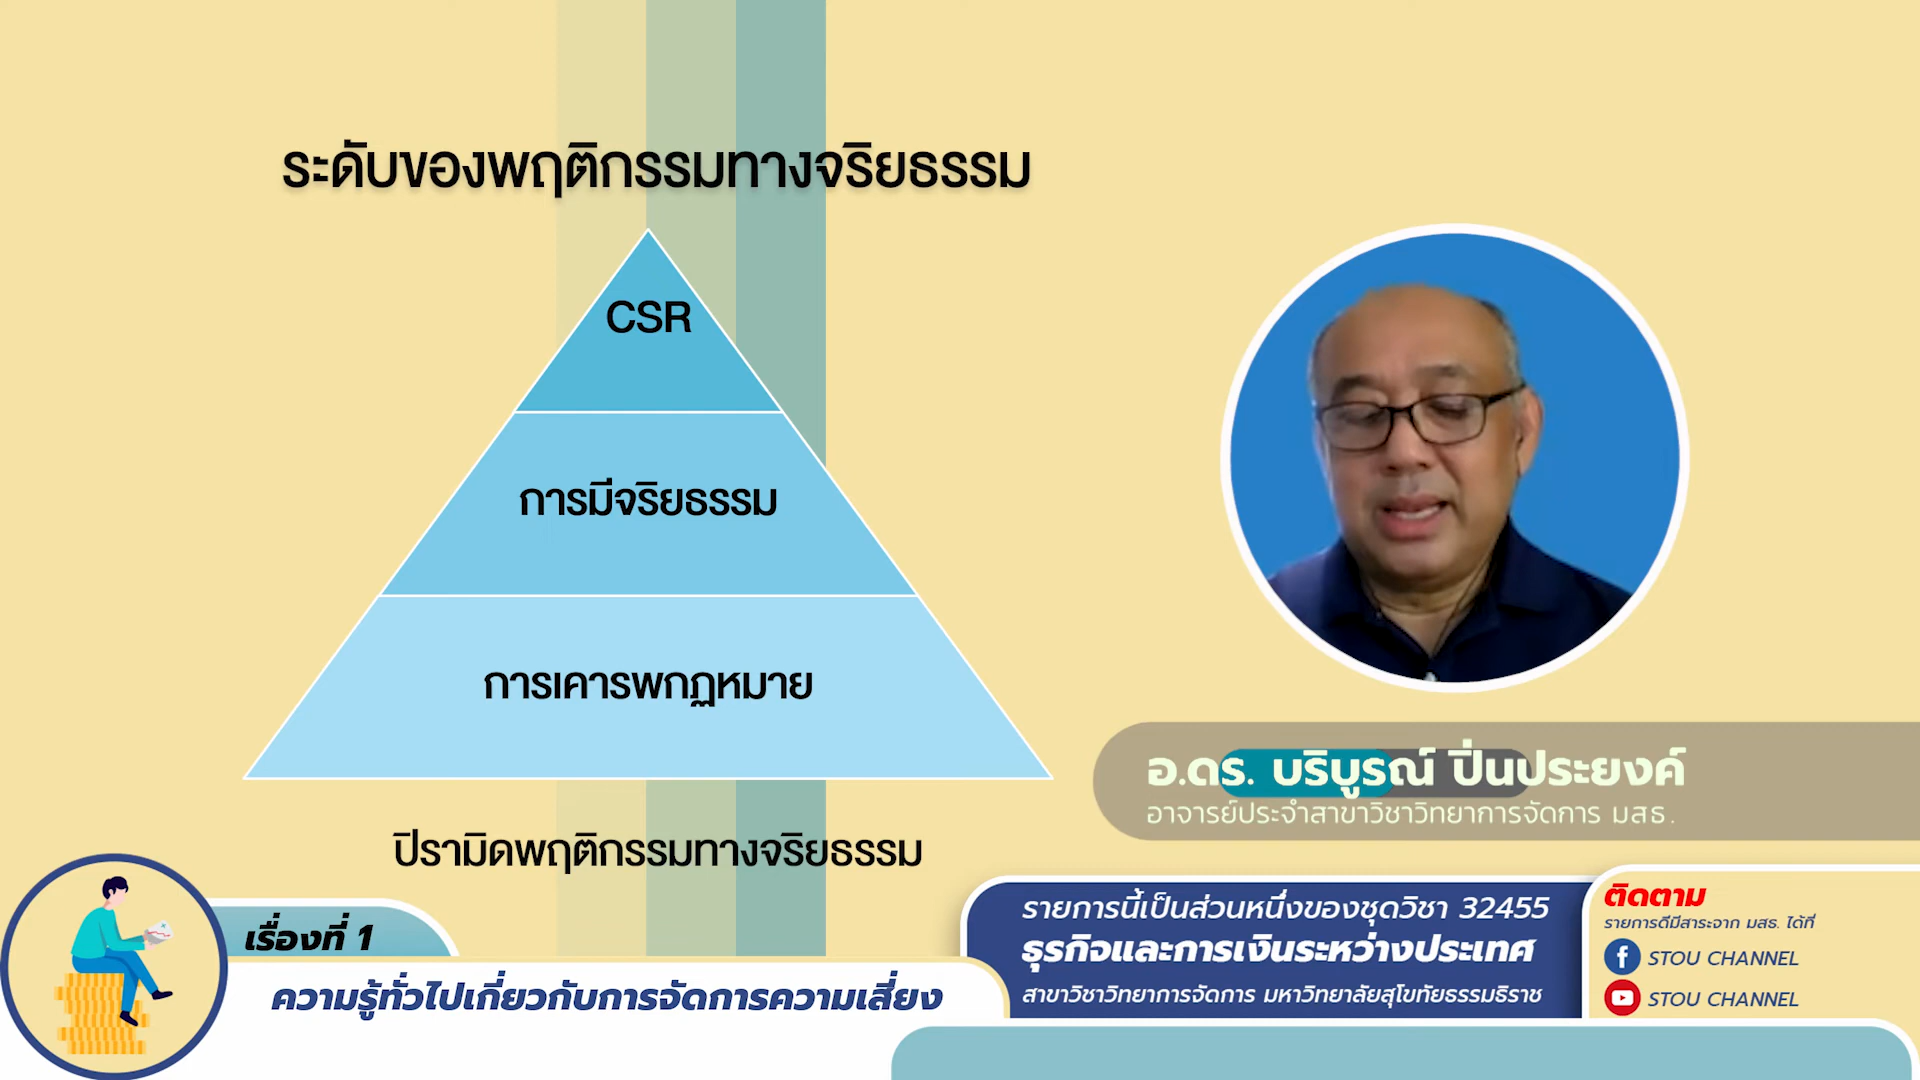 ระดับของพฤติกรรมทางจริยธรรม
CSR
การมีจริยธรรม
การเคารพกฎหมาย
ปิรามิดพฤติกรรมทางจริยธรรม
อ.ดร. บริบูรณ์ ปิ่นประยงค์
อาจารย์ประจำสาขาวิชาวิทยาการจัดการ มสธ.
เรื่องที่ 1
ความรู้ทั่วไปเกี่ยวกับการจัดการความเสี่ยง
รายการนี้เป็นส่วนหนึ่งของชุดวิชา 32455
ธุรกิจและการเงินระหว่างประเทศ
สาขาวิชาวิทยาการจัดการ มหาวิทยาลัยสุโขทัยธรรมธิราช
ติดตาม
รายการดีมีสาระจาก มสธ. ได้ที่
STOU CHANNEL
STOU CHANNEL